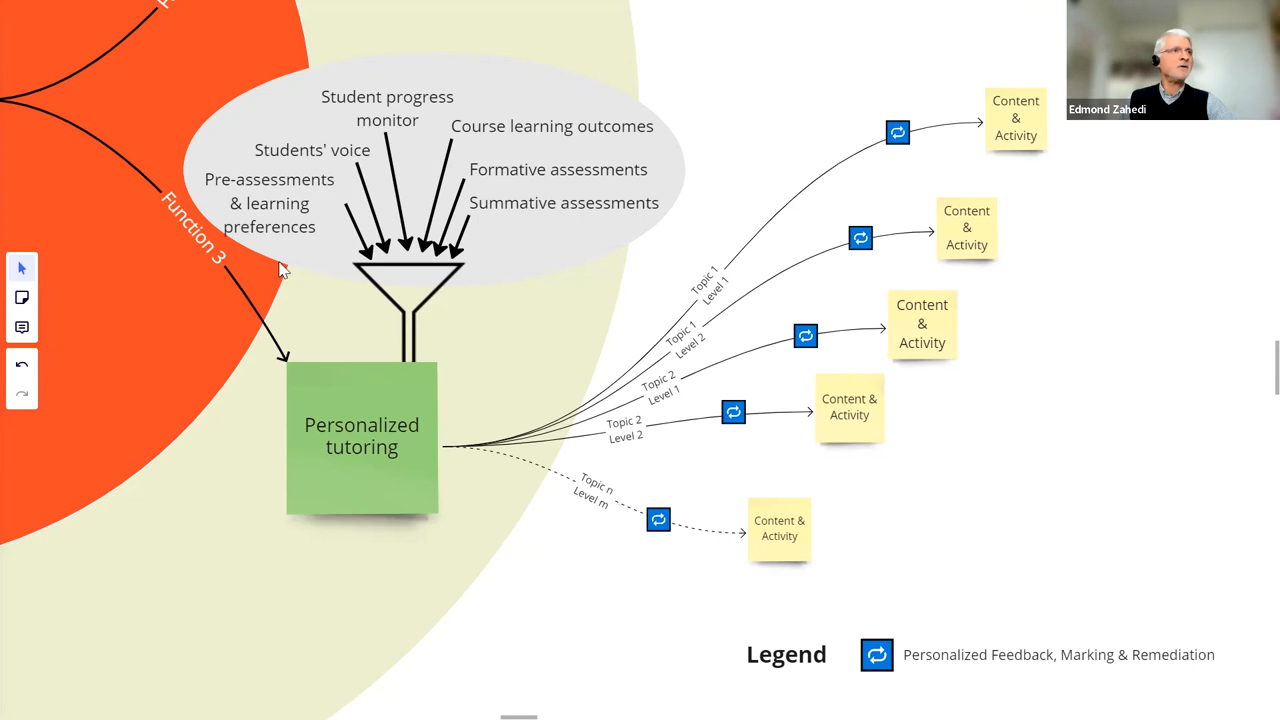 Student progress
monitor
Course learning outcomes
Students' voice
Formative assessments
Pre-assessments
& learning
preferences
Summative assessments
Function 3
Personalized
tutoring
Topic 1
Level 1
Content
&
Activity
Topic 1
Level 2
Content
&
Activity
Topic 2
Level 1
Content
&
Activity
Topic 2
Level 2
Content &
Activity
Topic n
Level m
Content &
Activity
Edmond Zahedi
Legend
Personalized Feedback, Marking & Remediation